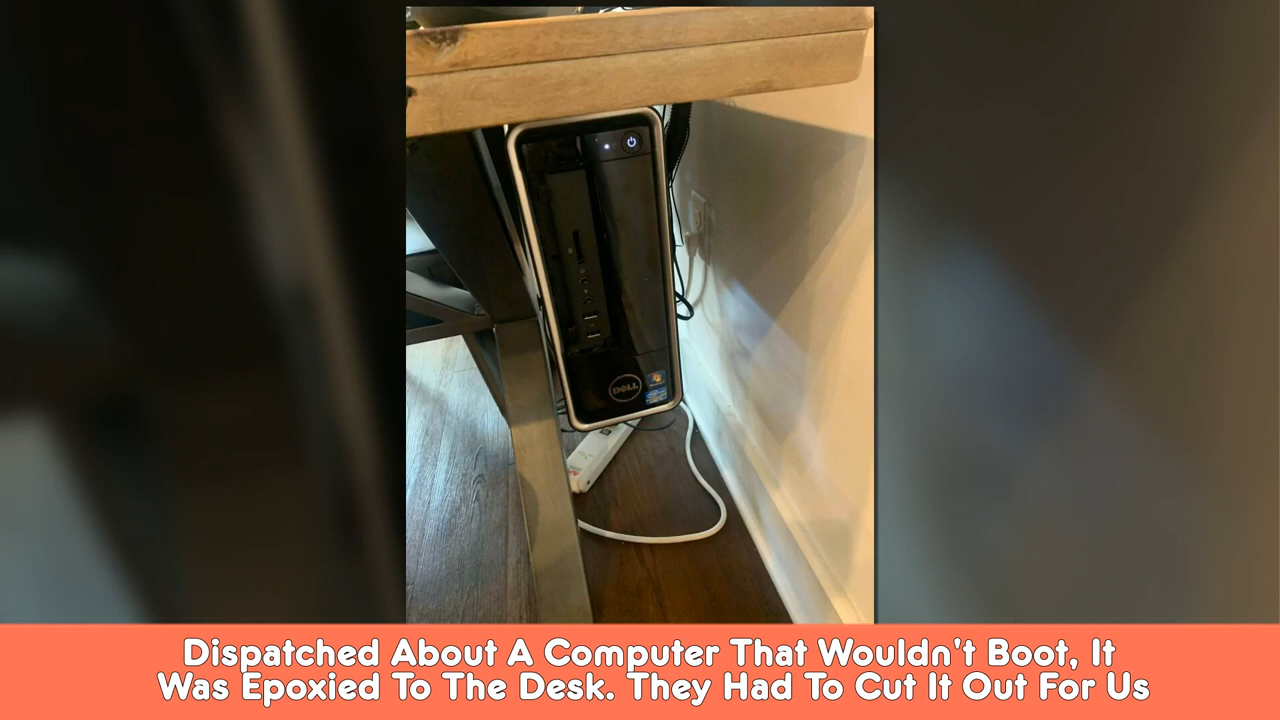 DELL
Dispatched About A Computer That Wouldn't Boot, It
Was Epoxied To The Desk. They Had To Cut It Out For Us